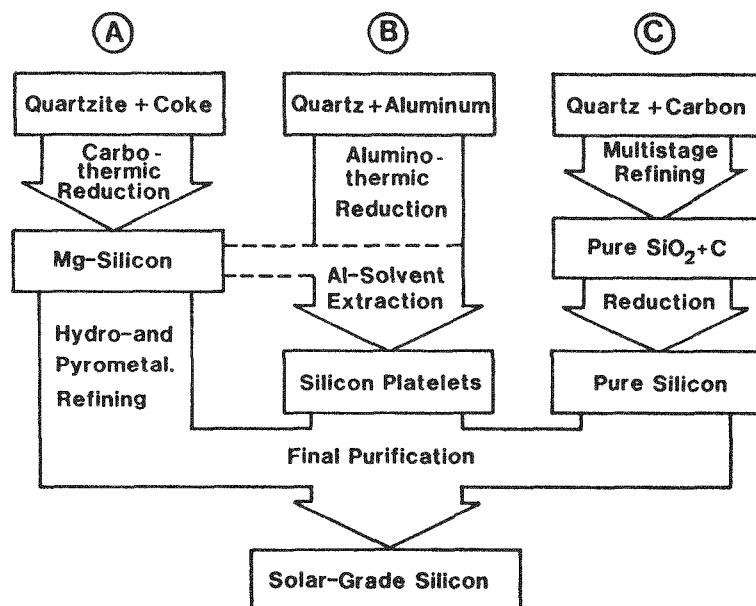 A
B
C
Quartzite + Coke
Quartz + Aluminum
Quartz + Carbon
Carbo-
thermic
Reduction
Alumino-
thermic
Reduction
Multistage
Refining
Mg-Silicon
Pure SiO₂+C
Al-Solvent
Extraction
Reduction
Hydro-and
Pyrometal.
Refining
Silicon Platelets
Pure Silicon
Final Purification
Solar-Grade Silicon